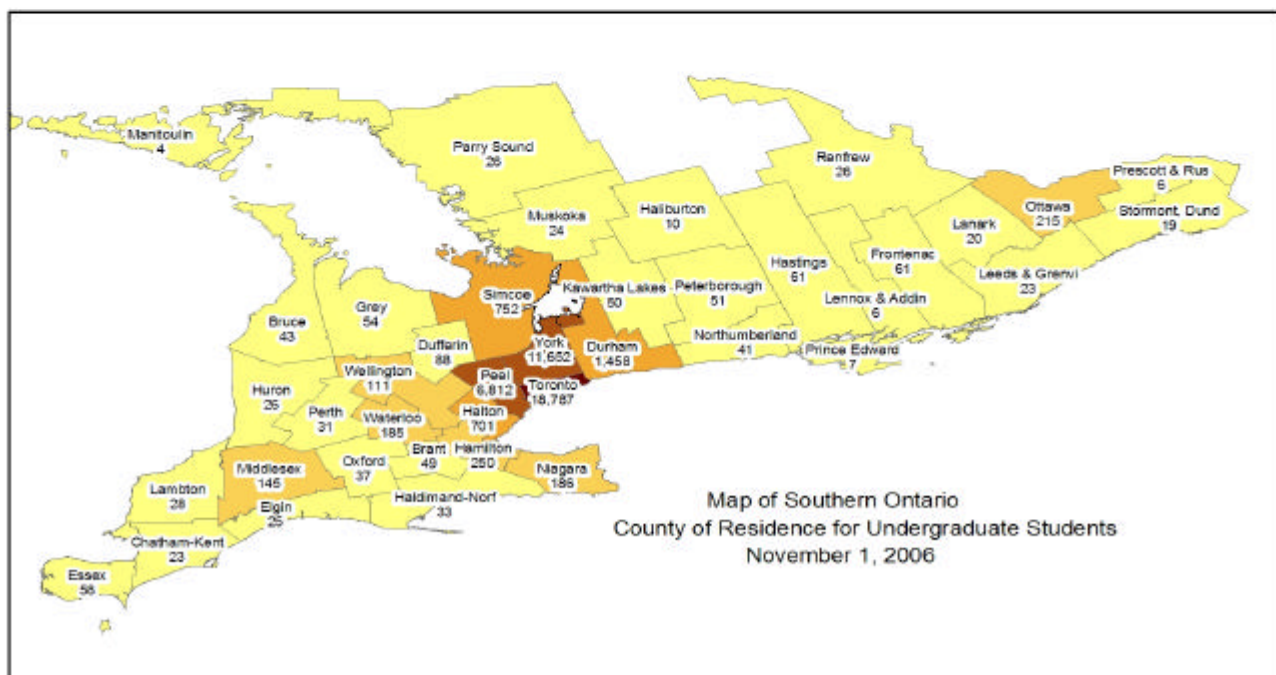 Manitoulin
4
Parry Sound
26
Renfrew
26
Prescott & Rus
6
Ottawa
215
Stormont, Dund
19
Muskoka
24
Haliburton
10
Lanark
20
Hastings
61
Frontenac
61
Leeds & Grenvi
23
Simcoe
752
Kawartha Lakes
50
Peterborough
51
Lennox & Addin
6
Grey
54
Bruce
43
Dufferin
88
York
11,652
Durham
1,458
Northumberland
41
Prince Edward
7
Wellington
111
Peel
6,812
Toronto
18,787
Huron
26
Perth
31
Waterloo
185
Halton
701
Brant
49
Hamilton
250
Oxford
37
Middlesex
145
Niagara
186
Lambton
28
Elgin
25
Haldimand-Norf
33
Chatham-Kent
23
Essex
58
Map of Southern Ontario
County of Residence for Undergraduate Students
November 1, 2006